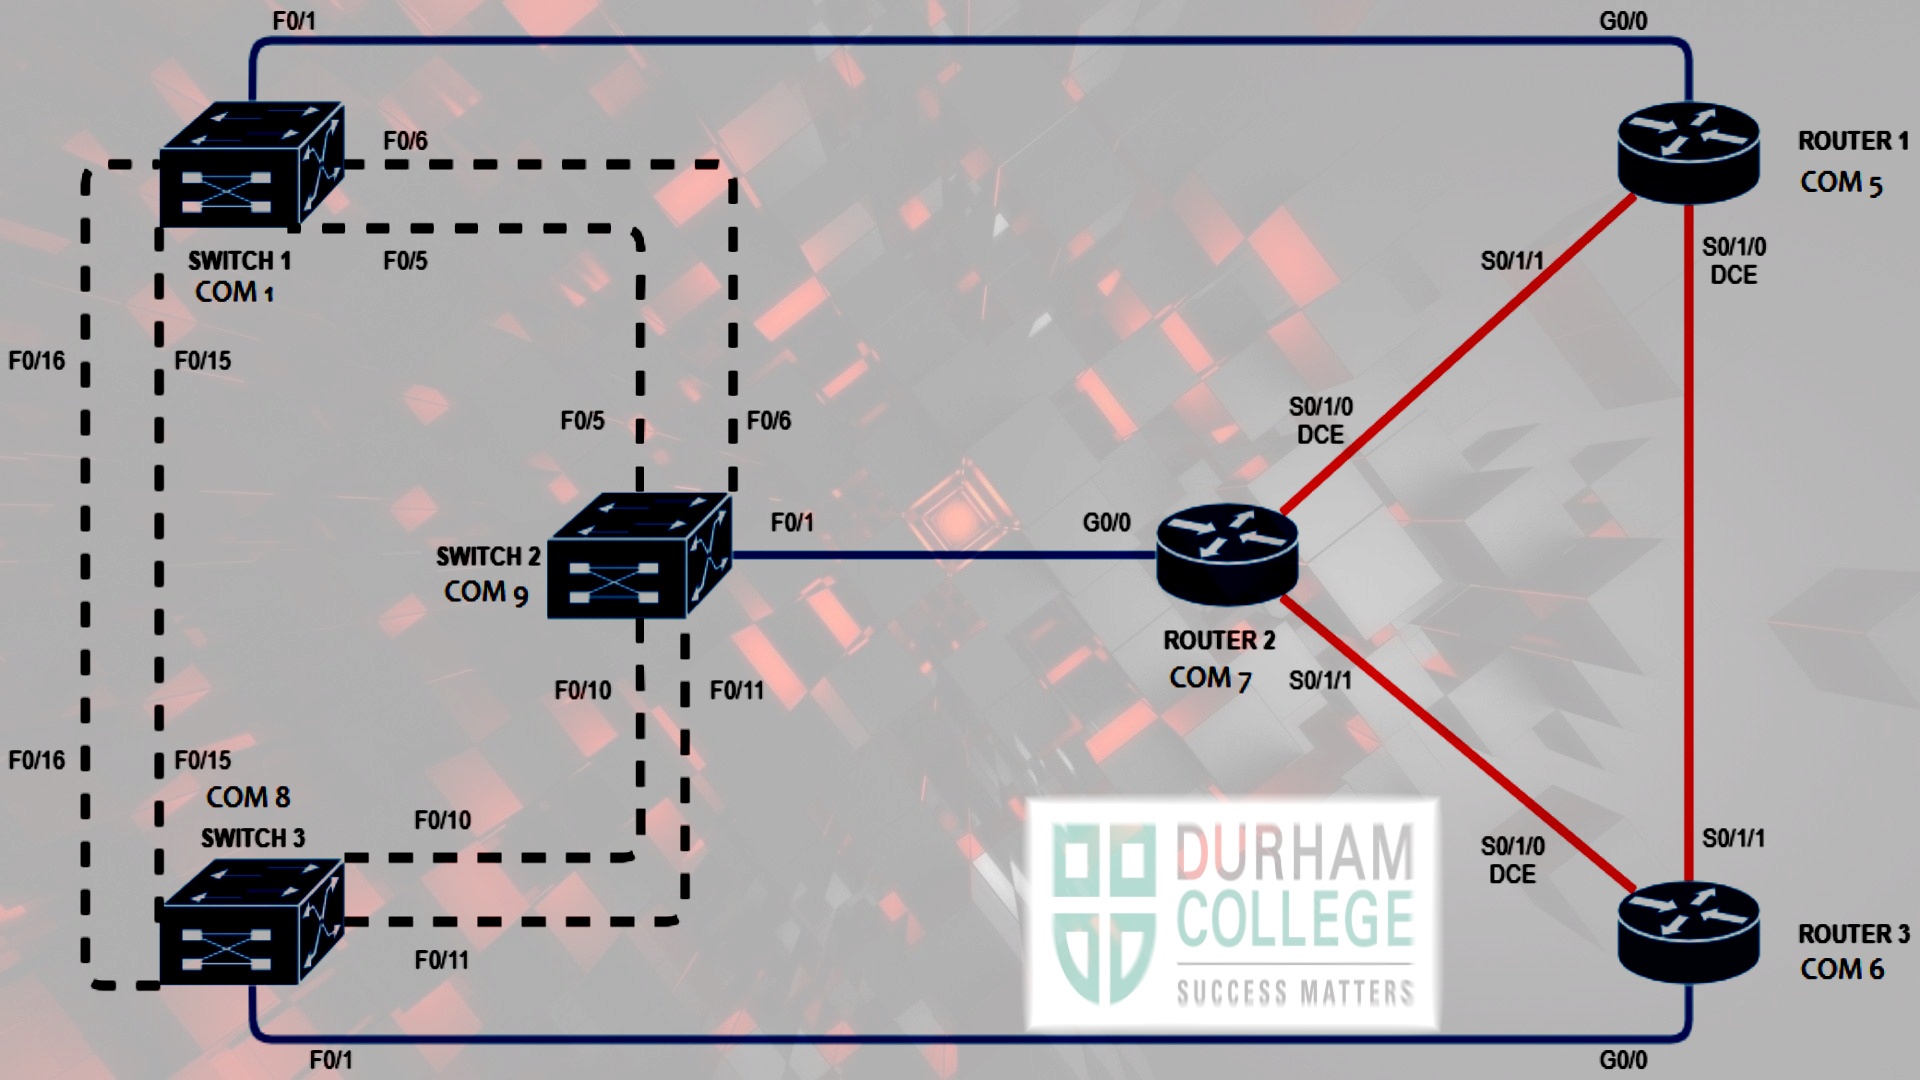 F0/1
G0/0
F0/6
ROUTER 1
COM 5
SWITCH 1
COM 1
F0/5
S0/1/1
S0/1/0
DCE
F0/16
F0/15
F0/5
F0/6
S0/1/0
DCE
SWITCH 2
COM 9
F0/1
G0/0
ROUTER 2
COM 7
S0/1/1
F0/10
F0/11
F0/16
F0/15
COM 8
SWITCH 3
F0/10
F0/11
S0/1/0
DCE
S0/1/1
DURHAM
COLLEGE
SUCCESS MATTERS
ROUTER 3
COM 6
F0/1
G0/0